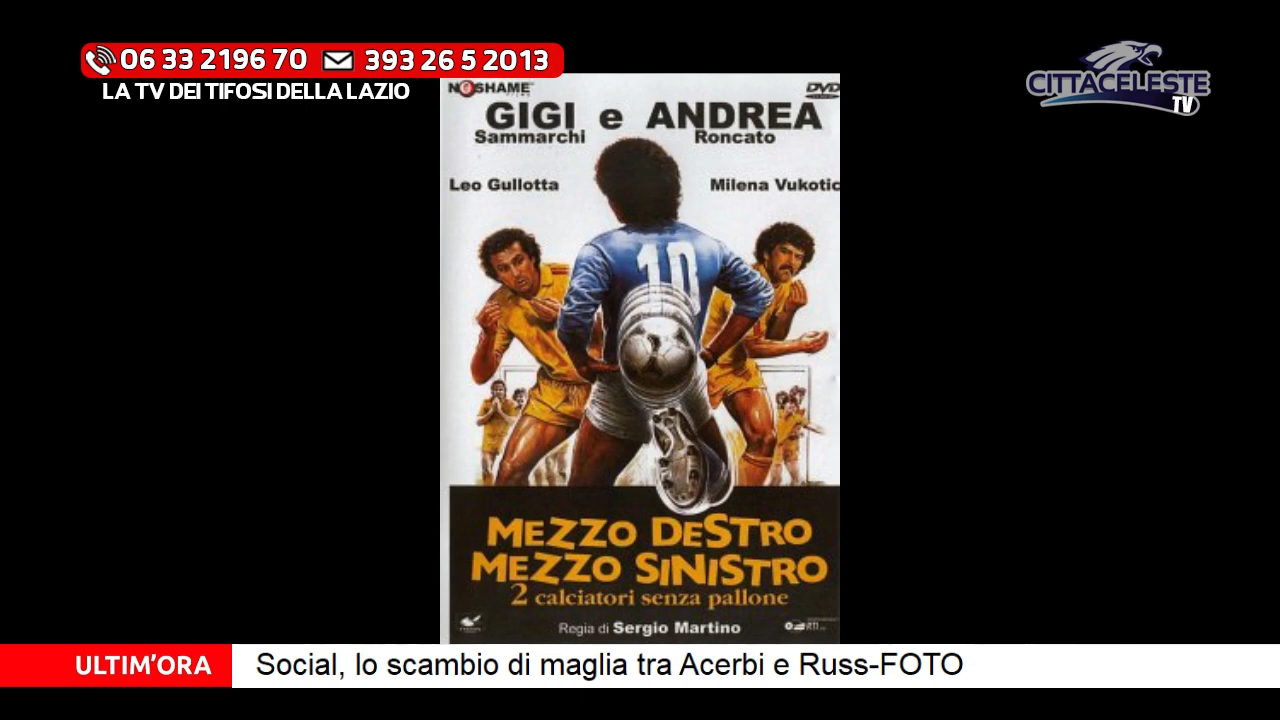 06 33 2196 70 393 26 5 2013
LA TV DEI TIFOSI DELLA LAZIO
CITTACELESTE
TV
NOSHAME
FILMS
DVD
GIGI e ANDREA
Sammarchi Roncato
Leo Gullotta Milena Vukotic
10
MEZZO DESTRO
MEZZO SINISTRO
2 calciatori senza pallone
Regia di Sergio Martino
RTI
ULTIM'ORA Social, lo scambio di maglia tra Acerbi e Russ-FOTO